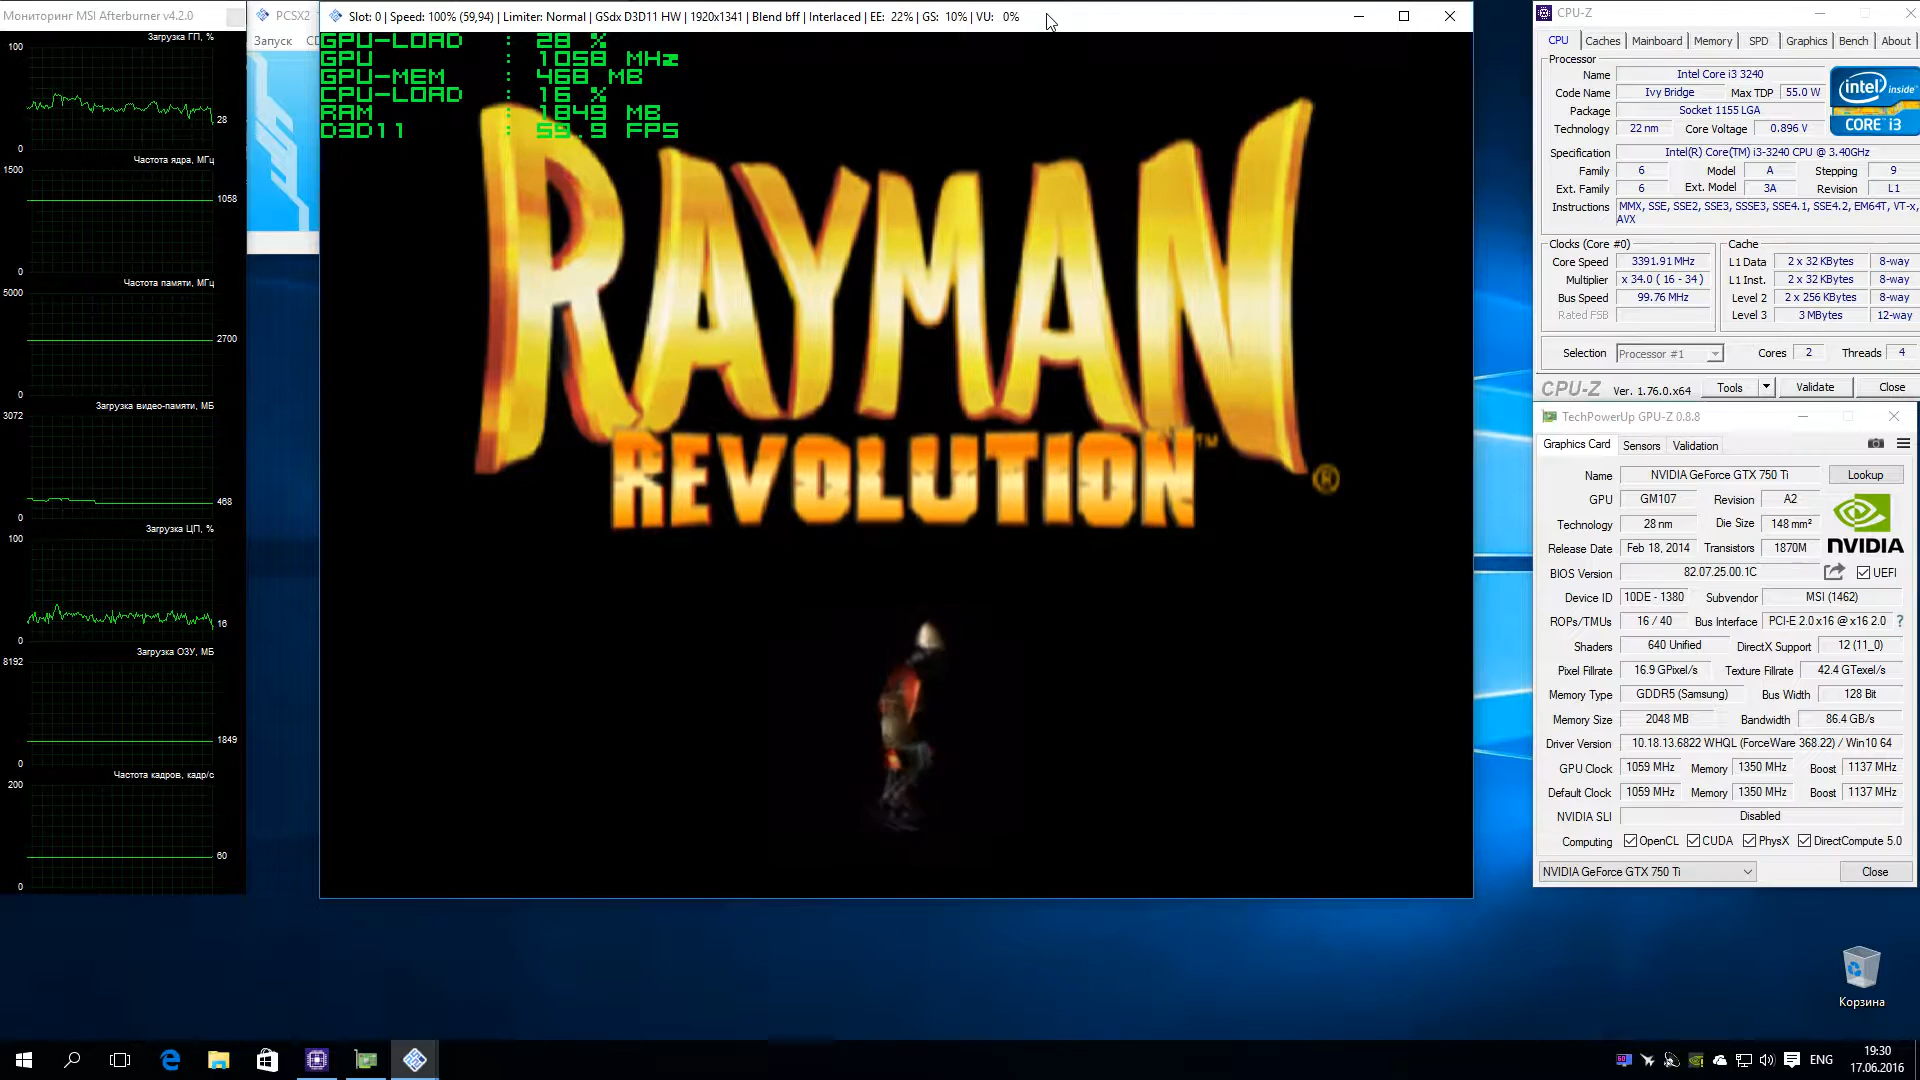 Мониторинг MSI Afterburner v4.2.0
Загрузка ГП, %
100
28
0
Частота ядра, МГц
1500
1058
0
Частота памяти, МГц
5000
2700
0
Загрузка видео-памяти, МБ
3072
468
0
Загрузка ЦП, %
100
16
0
Загрузка ОЗУ, МБ
8192
1849
0
Частота кадров, кадр/с
200
60
0
PCSX2
Запуск
Slot: 0 | Speed: 100% (59,94) | Limiter: Normal | GSdx D3D11 HW | 1920x1341 | Blend bff | Interlaced | EE: 22% | GS: 10% | VU: 0%
GPU-LOAD : 28 %
GPU : 1058 MHz
GPU-MEM : 468 MB
CPU-LOAD : 16 %
RAM : 1849 MB
D3D11 : 59.9 FPS
RAYMAN
REVOLUTION™
®
CPU-Z
CPU Caches Mainboard Memory SPD Graphics Bench About
Processor
Name Intel Core i3 3240
Code Name Ivy Bridge Max TDP 55.0 W
Package Socket 1155 LGA
Technology 22 nm Core Voltage 0.896 V
intel inside
CORE i3
Specification Intel(R) Core(TM) i3-3240 CPU @ 3.40GHz
Family 6 Model A Stepping 9
Ext. Family 6 Ext. Model 3A Revision L1
Instructions MMX, SSE, SSE2, SSE3, SSSE3, SSE4.1, SSE4.2, EM64T, VT-x,
AVX
Clocks (Core #0)
Core Speed 3391.91 MHz
Multiplier x 34.0 ( 16 - 34 )
Bus Speed 99.76 MHz
Rated FSB
Cache
L1 Data 2 x 32 KBytes 8-way
L1 Inst. 2 x 32 KBytes 8-way
Level 2 2 x 256 KBytes 8-way
Level 3 3 MBytes 12-way
Selection Processor #1 Cores 2 Threads 4
CPU-Z Ver. 1.76.0.x64 Tools Validate Close
TechPowerUp GPU-Z 0.8.8
Graphics Card Sensors Validation
Name NVIDIA GeForce GTX 750 Ti Lookup
GPU GM107 Revision A2
Technology 28 nm Die Size 148 mm²
Release Date Feb 18, 2014 Transistors 1870M
NVIDIA
BIOS Version 82.07.25.00.1C UEFI
Device ID 10DE - 1380 Subvendor MSI (1462)
ROPs/TMUs 16 / 40 Bus Interface PCI-E 2.0 x16 @ x16 2.0 ?
Shaders 640 Unified DirectX Support 12 (11_0)
Pixel Fillrate 16.9 GPixel/s Texture Fillrate 42.4 GTexel/s
Memory Type GDDR5 (Samsung) Bus Width 128 Bit
Memory Size 2048 MB Bandwidth 86.4 GB/s
Driver Version 10.18.13.6822 WHQL (ForceWare 368.22) / Win10 64
GPU Clock 1059 MHz Memory 1350 MHz Boost 1137 MHz
Default Clock 1059 MHz Memory 1350 MHz Boost 1137 MHz
NVIDIA SLI Disabled
Computing OpenCL CUDA PhysX DirectCompute 5.0
NVIDIA GeForce GTX 750 Ti Close
Корзина
ENG
19:30
17.06.2016